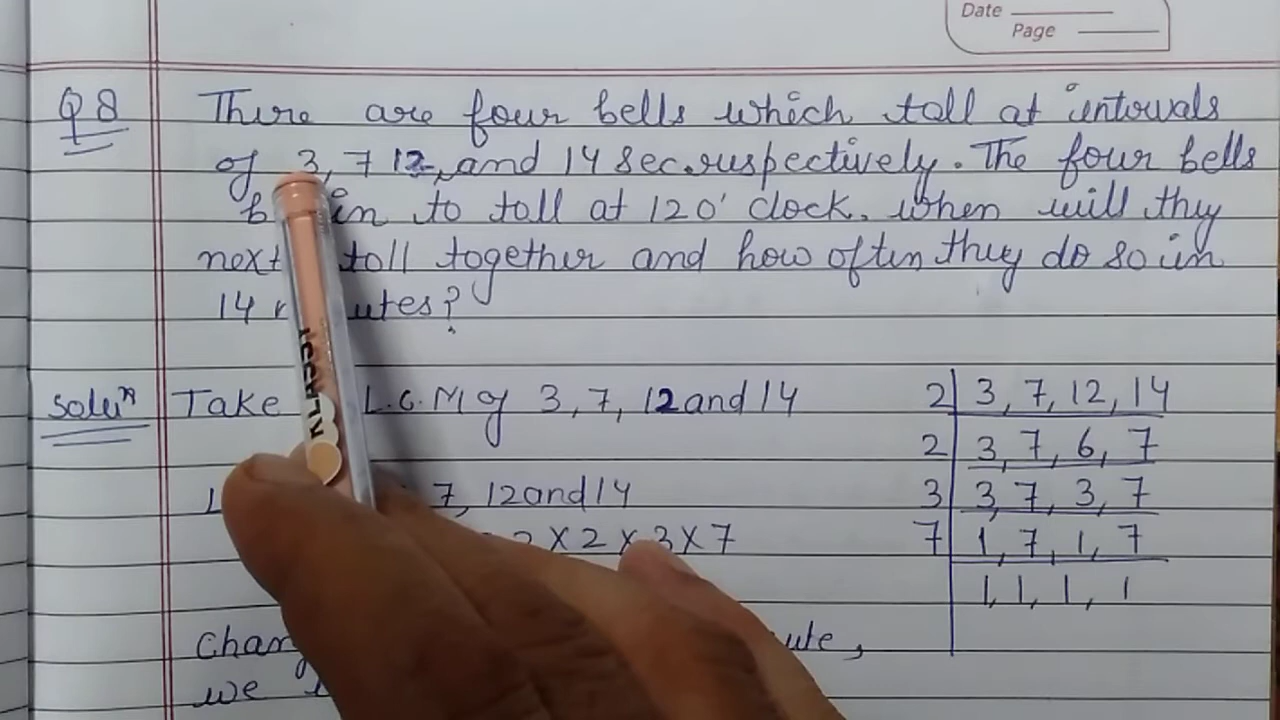 Date
Page
Q8 There are four bells which toll at intervals
of 3, 7 12, and 14 Sec. respectively. The four bells
in to toll at 120' clock. when will they
next toll together and how often they do so in
14 utes?
Solun Take L.C.M of 3, 7, 12 and 14
7, 12 and 14
2 X 2 X 3 X 7
we
2 3, 7, 12, 14
2 3, 7, 6, 7
3 3, 7, 3, 7
7 1, 7, 1, 7
1, 1, 1, 1
KLASSY